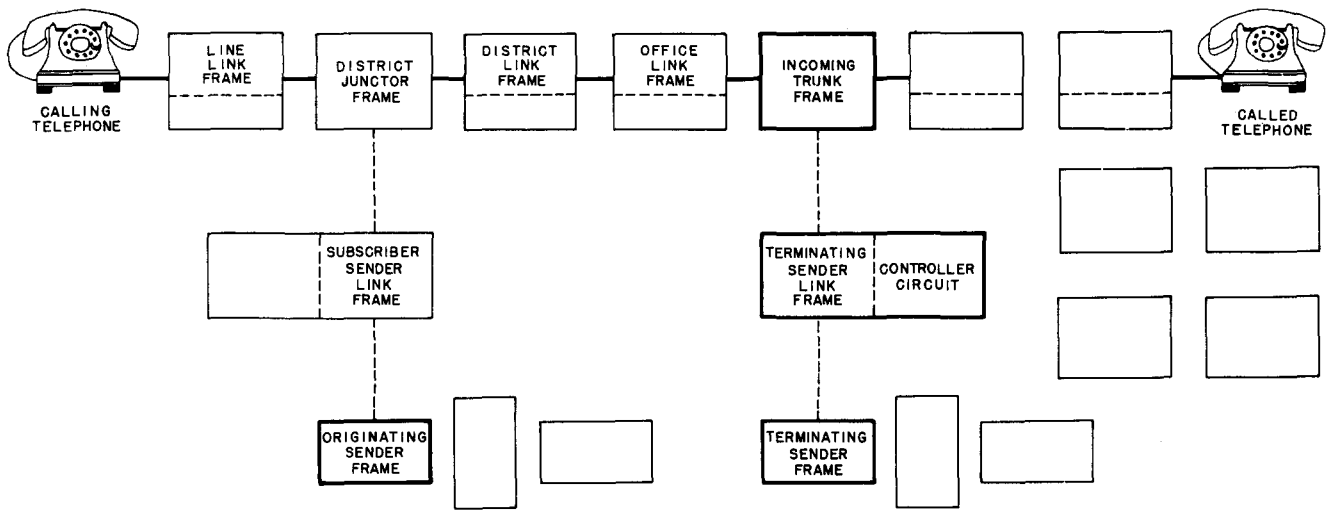 CALLING
TELEPHONE
LINE
LINK
FRAME
DISTRICT
JUNCTOR
FRAME
DISTRICT
LINK
FRAME
OFFICE
LINK
FRAME
INCOMING
TRUNK
FRAME
CALLED
TELEPHONE
SUBSCRIBER
SENDER
LINK
FRAME
TERMINATING
SENDER
LINK
FRAME
CONTROLLER
CIRCUIT
ORIGINATING
SENDER
FRAME
TERMINATING
SENDER
FRAME